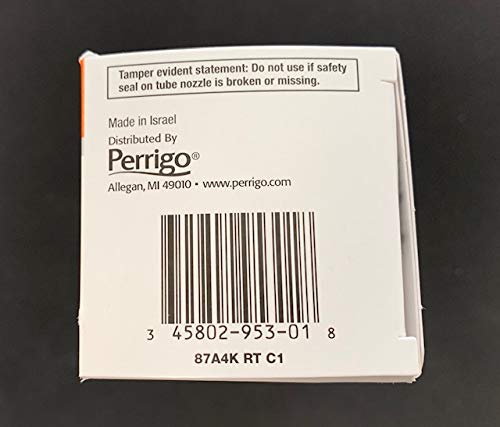 Tamper evident statement: Do not use if safety
seal on tube nozzle is broken or missing.
Made in Israel
Distributed By
Perrigo®
Allegan, MI 49010 • www.perrigo.com
3 45802-953-01 8
87A4K RT C1